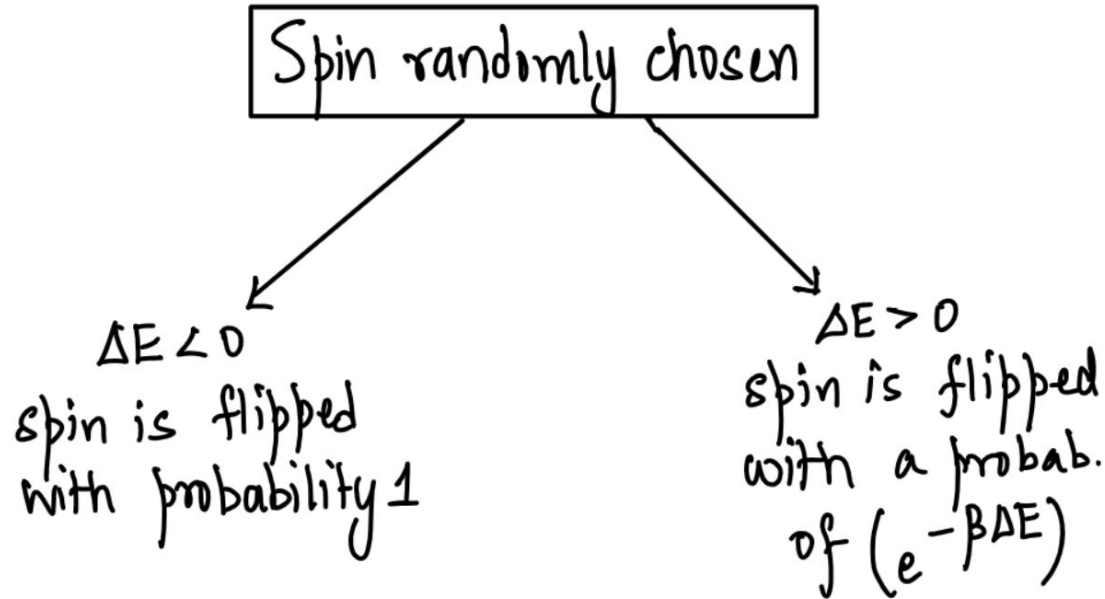 Spin randomly chosen
ΔE < 0
spin is flipped
with probability 1
ΔE > 0
spin is flipped
with a probab.
of (e^{-βΔE})